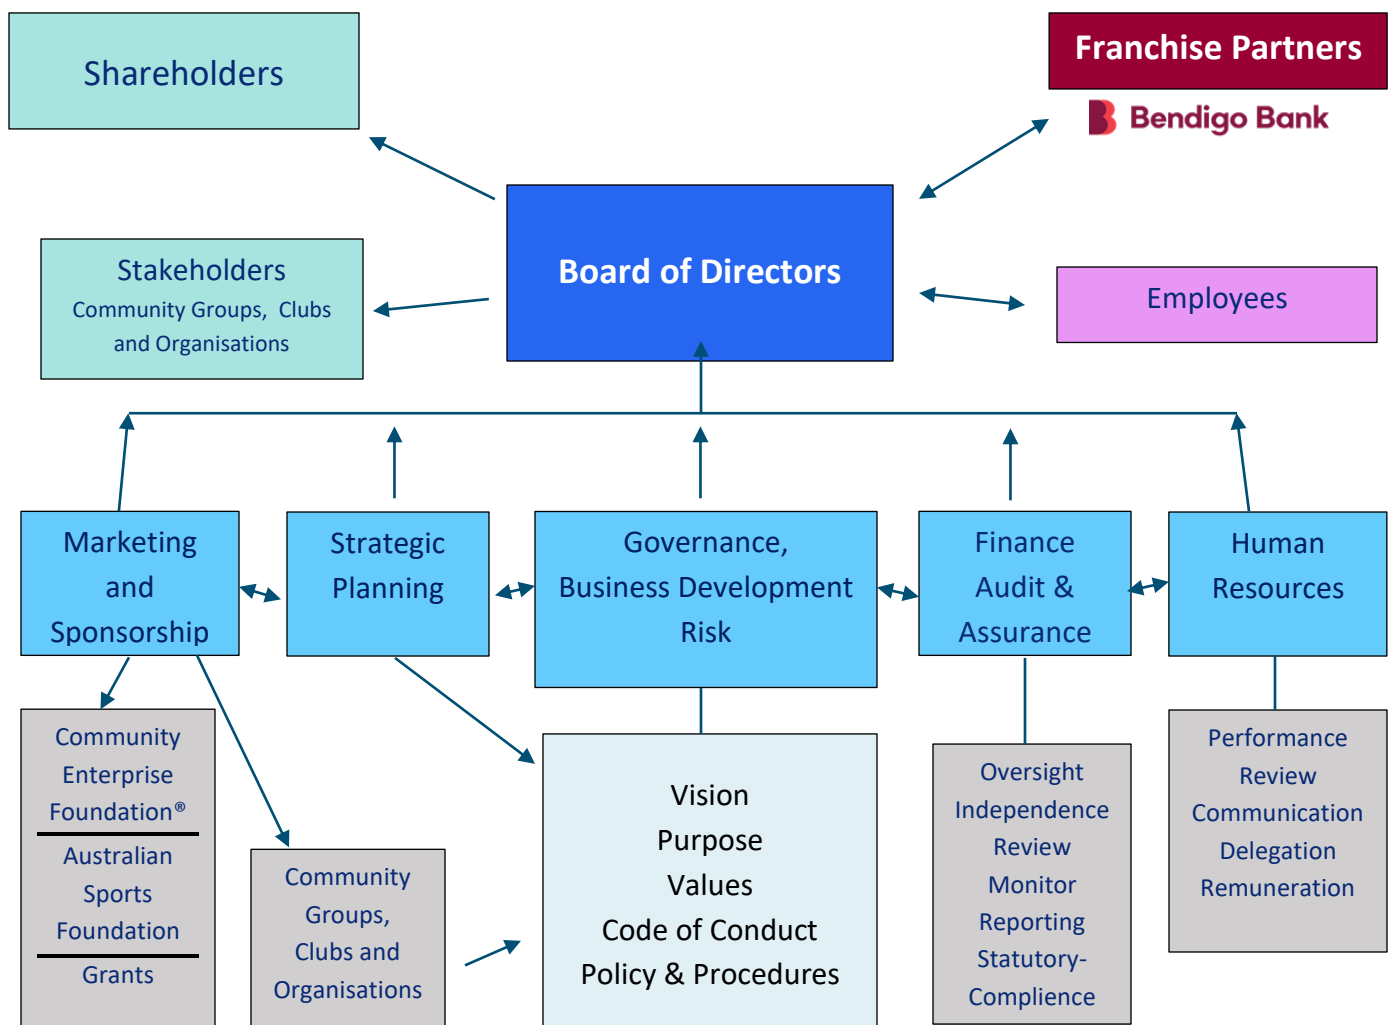 Shareholders
Franchise Partners
Bendigo Bank
Board of Directors
Stakeholders
Community Groups,  Clubs
and Organisations
Employees
Marketing
and
Sponsorship
Strategic
Planning
Governance,
Business Development
Risk
Finance
Audit &
Assurance
Human
Resources
Community
Enterprise
Foundation®
Australian
Sports
Foundation
Grants
Community
Groups,
Clubs and
Organisations
Vision
Purpose
Values
Code of Conduct
Policy & Procedures
Oversight
Independence
Review
Monitor
Reporting
Statutory-
Complience
Performance
Review
Communication
Delegation
Remuneration